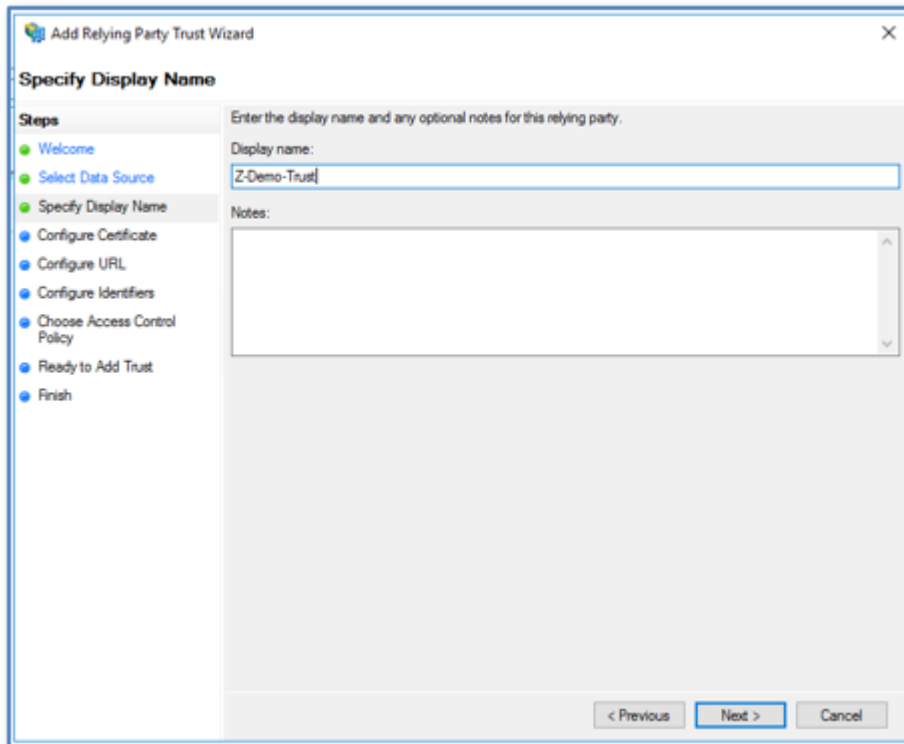 Add Relying Party Trust Wizard
Specify Display Name
Steps
Welcome
Select Data Source
Specify Display Name
Configure Certificate
Configure URL
Configure Identifiers
Choose Access Control
Policy
Ready to Add Trust
Finish
Enter the display name and any optional notes for this relying party.
Display name:
Z-Demo-Trust
Notes:
< Previous
Next >
Cancel